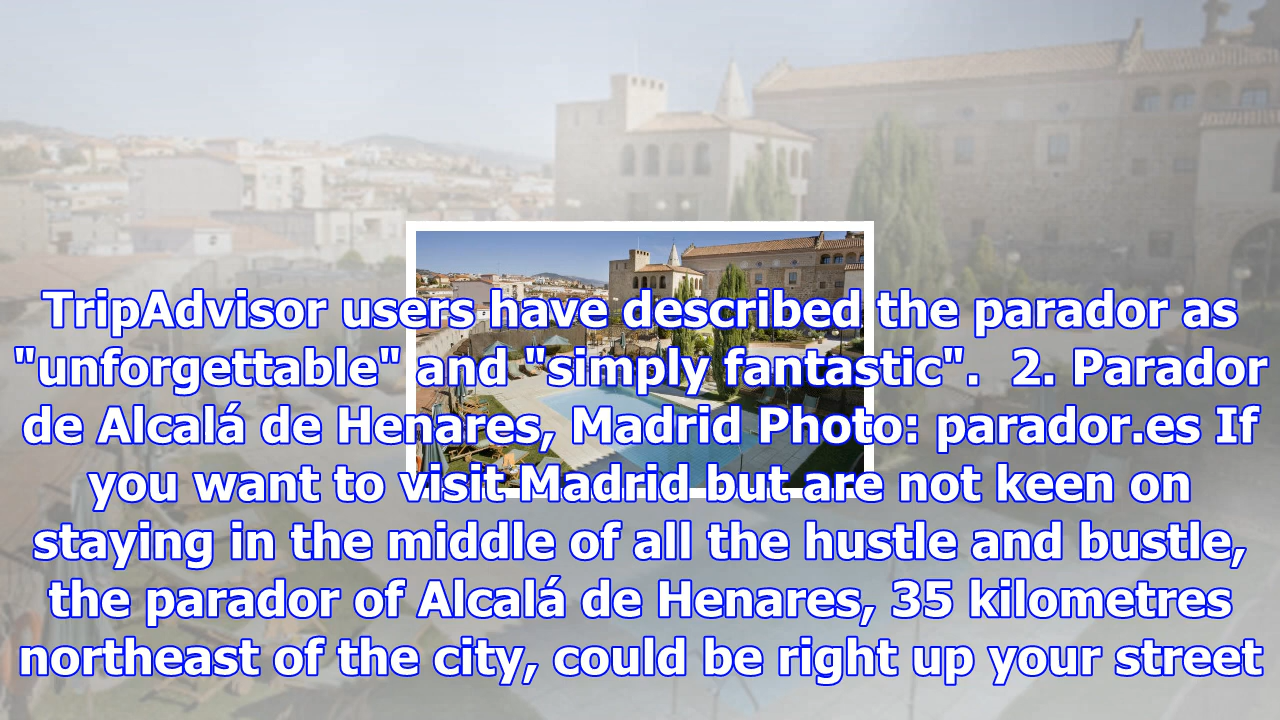 TripAdvisor users have described the parador as
"unforgettable" and "simply fantastic".  2. Parador
de Alcalá de Henares, Madrid Photo: parador.es If
you want to visit Madrid but are not keen on
staying in the middle of all the hustle and bustle,
the parador of Alcalá de Henares, 35 kilometres
northeast of the city, could be right up your street